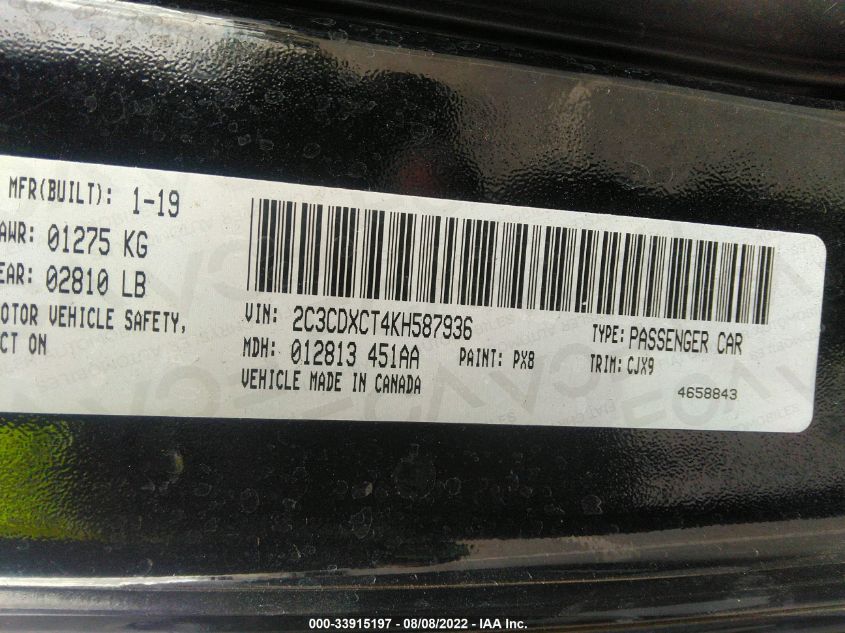 MFR(BUILT): 1-19
AWR: 01275 KG
EAR: 02810 LB
OTOR VEHICLE SAFETY,
CT ON
VIN: 2C3CDXCT4KH587936
TYPE: PASSENGER CAR
MDH: 012813 451AA
PAINT: PX8
TRIM: CJX9
VEHICLE MADE IN CANADA
4658843
000-33915197 - 08/08/2022 - IAA Inc.